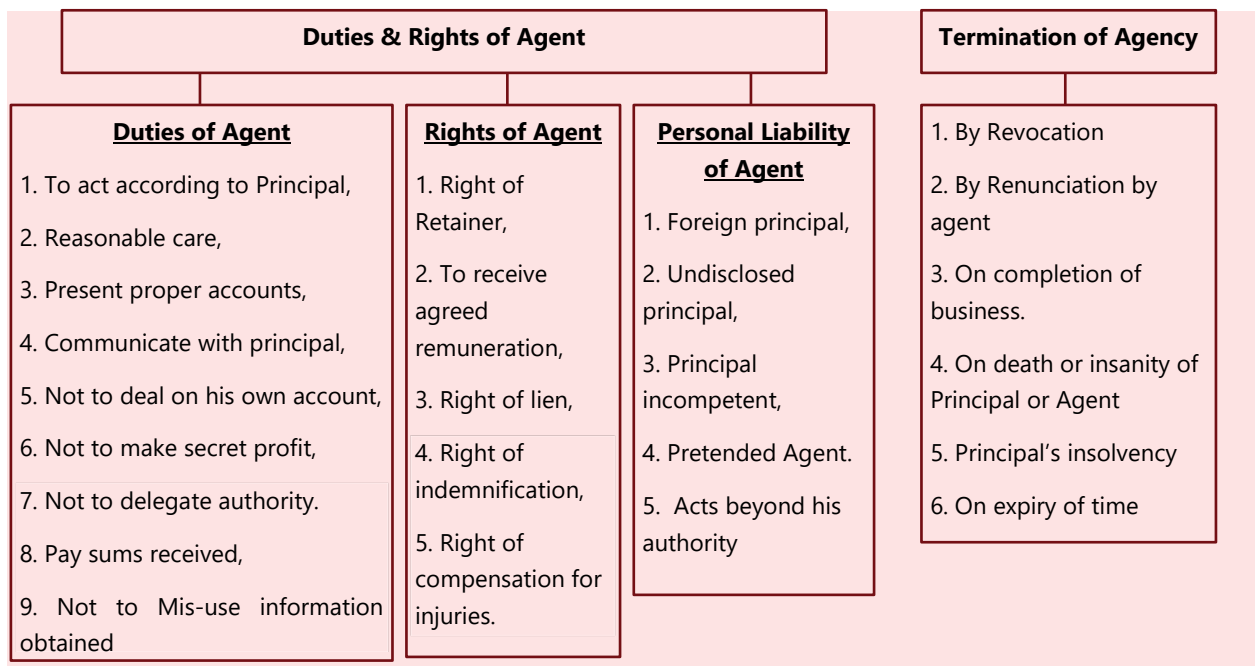 Duties & Rights of Agent
Termination of Agency
Duties of Agent
1. To act according to Principal,
2. Reasonable care,
3. Present proper accounts,
4. Communicate with principal,
5. Not to deal on his own account,
6. Not to make secret profit,
7. Not to delegate authority.
8. Pay sums received,
9. Not to Mis-use information
obtained
Rights of Agent
1. Right of
Retainer,
2. To receive
agreed
remuneration,
3. Right of lien,
4. Right of
indemnification,
5. Right of
compensation for
injuries.
Personal Liability
of Agent
1. Foreign principal,
2. Undisclosed
principal,
3. Principal
incompetent,
4. Pretended Agent.
5. Acts beyond his
authority
1. By Revocation
2. By Renunciation by
agent
3. On completion of
business.
4. On death or insanity of
Principal or Agent
5. Principal's insolvency
6. On expiry of time